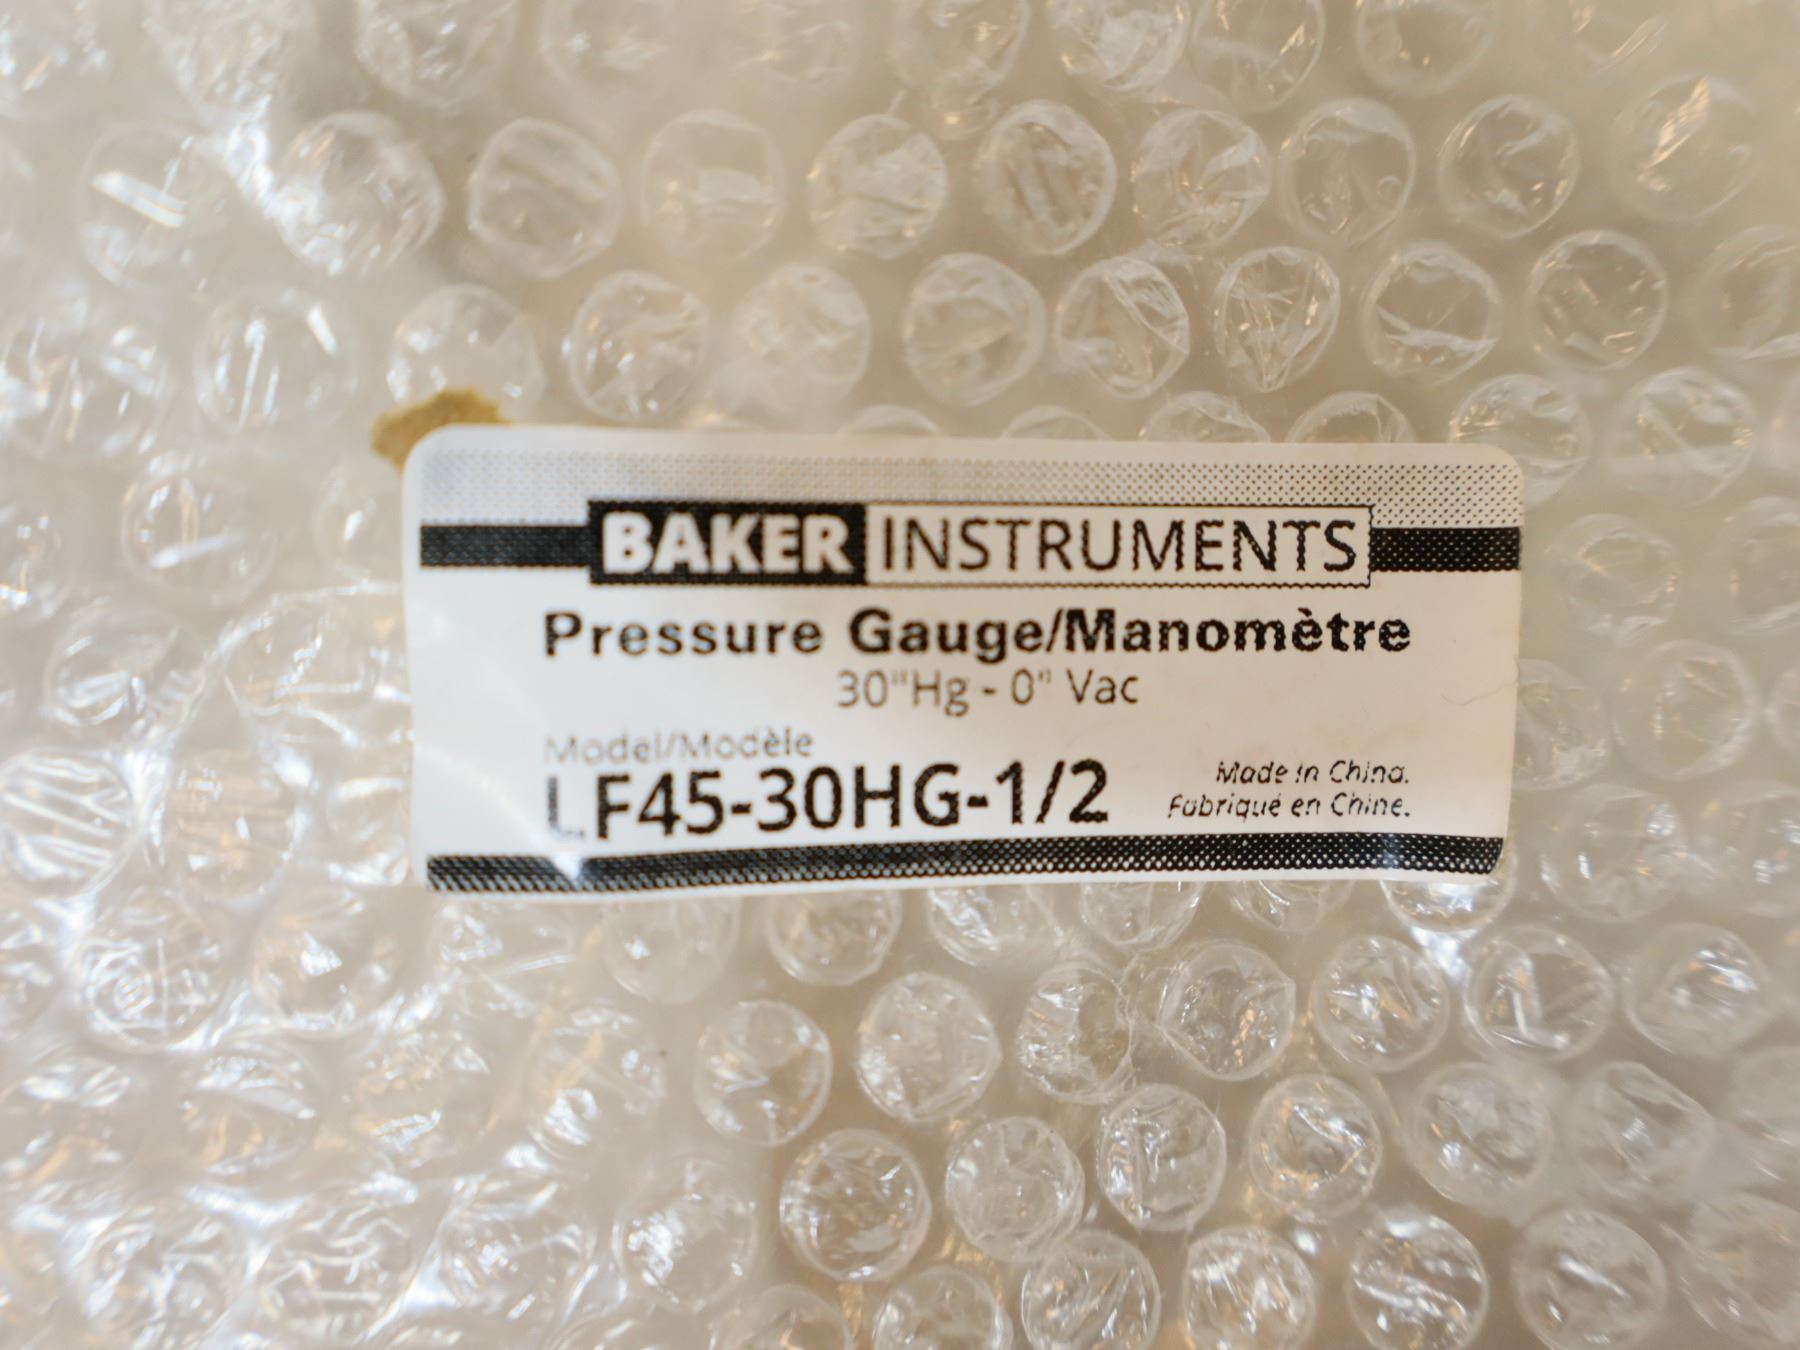 BAKER INSTRUMENTS
Pressure Gauge/Manomètre
30"Hg - 0" Vac
Model/Modèle
LF45-30HG-1/2
Made in China.
Fabriqué en Chine.